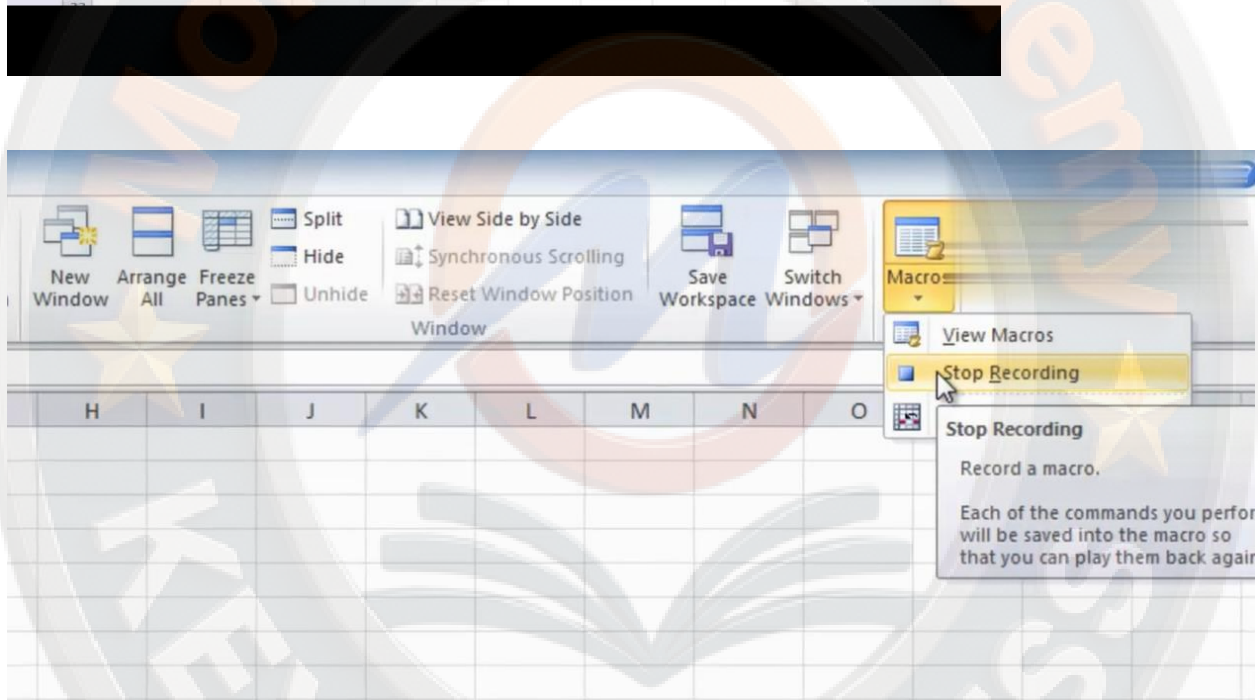 New Window
Arrange All
Freeze Panes
Split
Hide
Unhide
View Side by Side
Synchronous Scrolling
Reset Window Position
Window
Save Workspace
Switch Windows
Macros
View Macros
Stop Recording
H I J K L M N O
Stop Recording
Record a macro.
Each of the commands you perfor
will be saved into the macro so
that you can play them back again